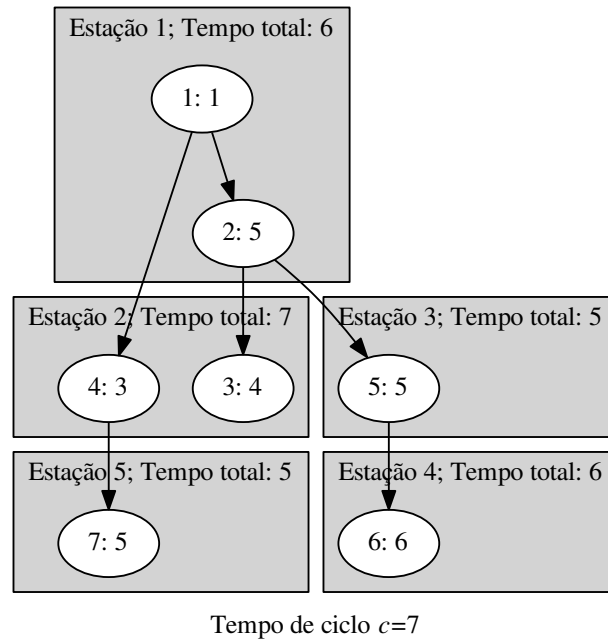 Estação 1; Tempo total: 6
1: 1
2: 5
Estação 2; Tempo total: 7
4: 3
3: 4
Estação 3; Tempo total: 5
5: 5
Estação 5; Tempo total: 5
7: 5
Estação 4; Tempo total: 6
6: 6
Tempo de ciclo c=7